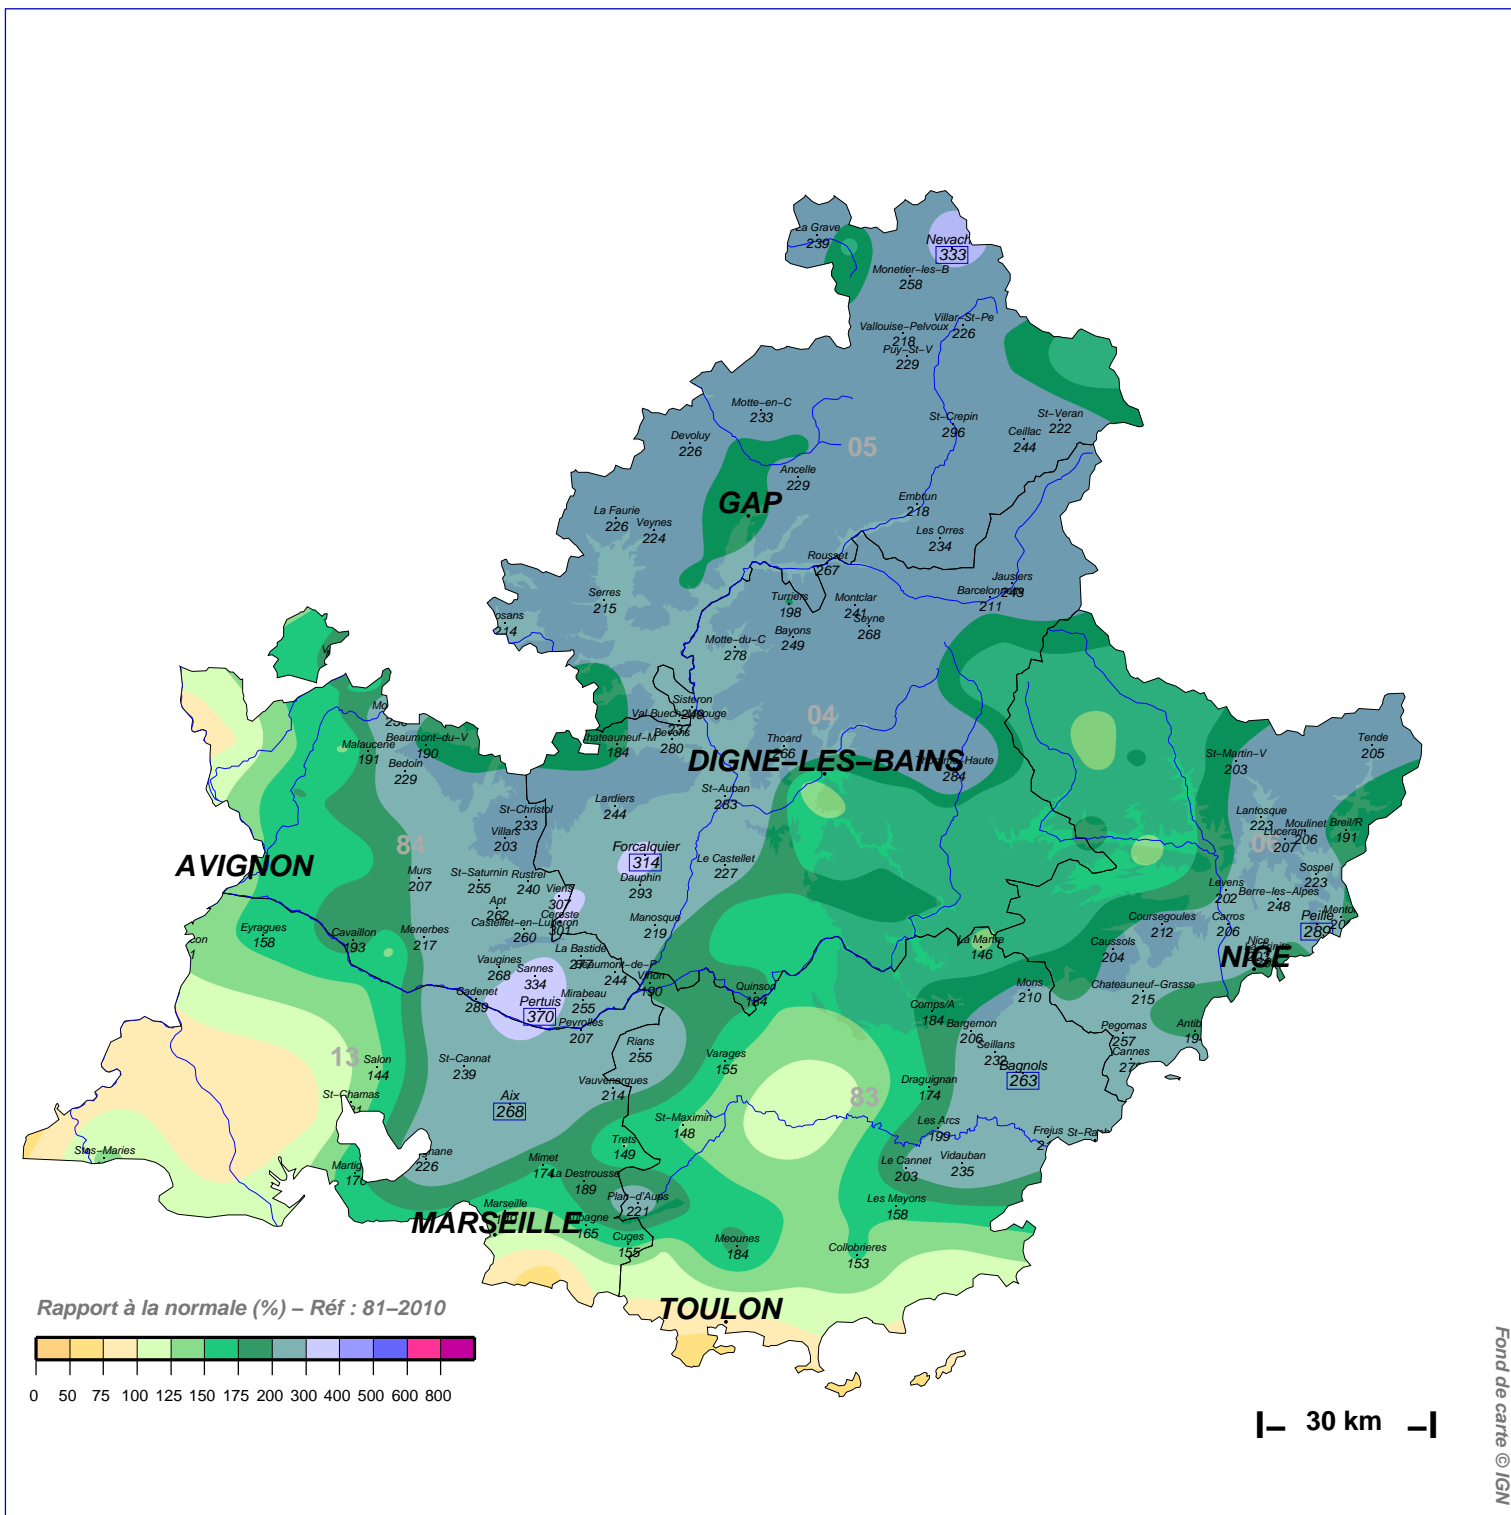 La Grave
239
Nevach
333
Monetier–les–B
258
Villar–St–Pe
226
Vallouise–Pelvoux
218
Puy–St–V
229
Motte–en–C
233
St–Crepin
296
St–Veran
222
Ceillac
244
Devoluy
226
05
Ancelle
229
GAP
Embrun
218
La Faurie
226
Veynes
224
Les Orres
234
Rousset
267
Jausiers
243
211
Serres
215
Turriers
198
Montclar
241
Seyne
268
osans
214
Bayons
249
Motte–du–C
278
Sisteron
04
Bevons
280
184
Beaumont–du–V
190
Malaucene
191
Bedoin
229
Thoard
266
DIGNE–LES–BAINS
284
St–Martin–V
203
Tende
205
St–Auban
283
Lardiers
244
St–Christol
233
Villars
203
Lantosque
223
Moulinet
206
Luceram
207
Breil/R
191
06
84
AVIGNON
Forcalquier
314
Le Castellet
227
Dauphin
293
Murs
207
St–Saturnin
255
Rustrel
240
Viens
307
Apt
262
Cereste
301
Castellet–en–Luberon
260
Sospel
223
Levens
202
Berre–les–Alpes
248
Peille
289
Manosque
219
Eyragues
158
Cavaillon
193
Menerbes
217
Coursegoules
212
Carros
206
Caussols
204
La Martre
146
NICE
La Bastide
277
Beaumont–de–P
244
Vaugines
268
Sannes
334
Vinon
190
Quinson
184
Mons
210
Chateauneuf–Grasse
215
Cadenet
289
Pertuis
370
Mirabeau
255
Peyrolles
207
Comps/A
184
Bargemon
206
Seillans
232
Pegomas
257
Cannes
Antib
Rians
255
Varages
155
Bagnols
263
13
Salon
144
St–Cannat
239
Vauvenargues
214
Draguignan
174
83
Aix
268
St–Chamas
St–Maximin
148
Les Arcs
199
Frejus
Trets
149
Vidauban
235
Le Cannet
203
Stes–Maries
226
Mimet
174
La Destrousse
189
Plan–d'Aups
221
Les Mayons
158
Marseille
MARSEILLE
165
Cuges
155
Meounes
184
Collobrieres
153
TOULON
Rapport à la normale (%) – Réf : 81–2010
0 50 75 100 125 150 175 200 300 400 500 600 800
30 km
Fond de carte © IGN